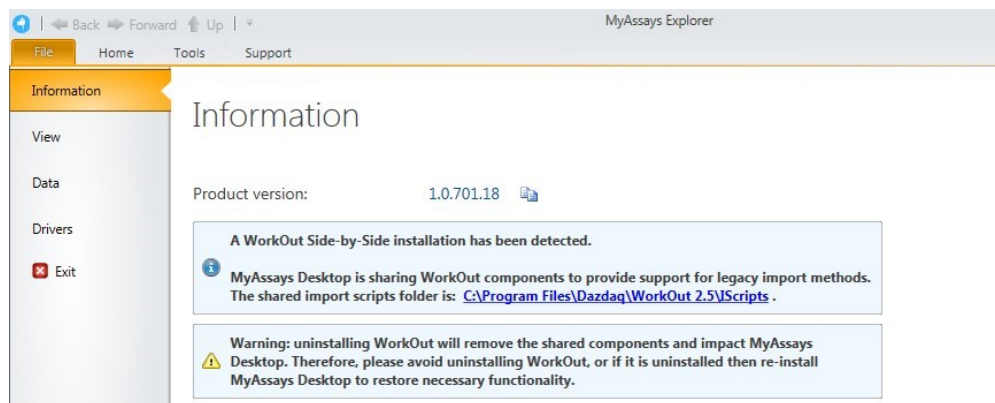 Back Forward Up MyAssays Explorer
File Home Tools Support
Information
View
Data
Drivers
Exit
Information
Product version: 1.0.701.18
A WorkOut Side-by-Side installation has been detected.
MyAssays Desktop is sharing WorkOut components to provide support for legacy import methods.
The shared import scripts folder is: C:\Program Files\Dazdaq\WorkOut 2.5\IScripts .
Warning: uninstalling WorkOut will remove the shared components and impact MyAssays
Desktop. Therefore, please avoid uninstalling WorkOut, or if it is uninstalled then re-install
MyAssays Desktop to restore necessary functionality.